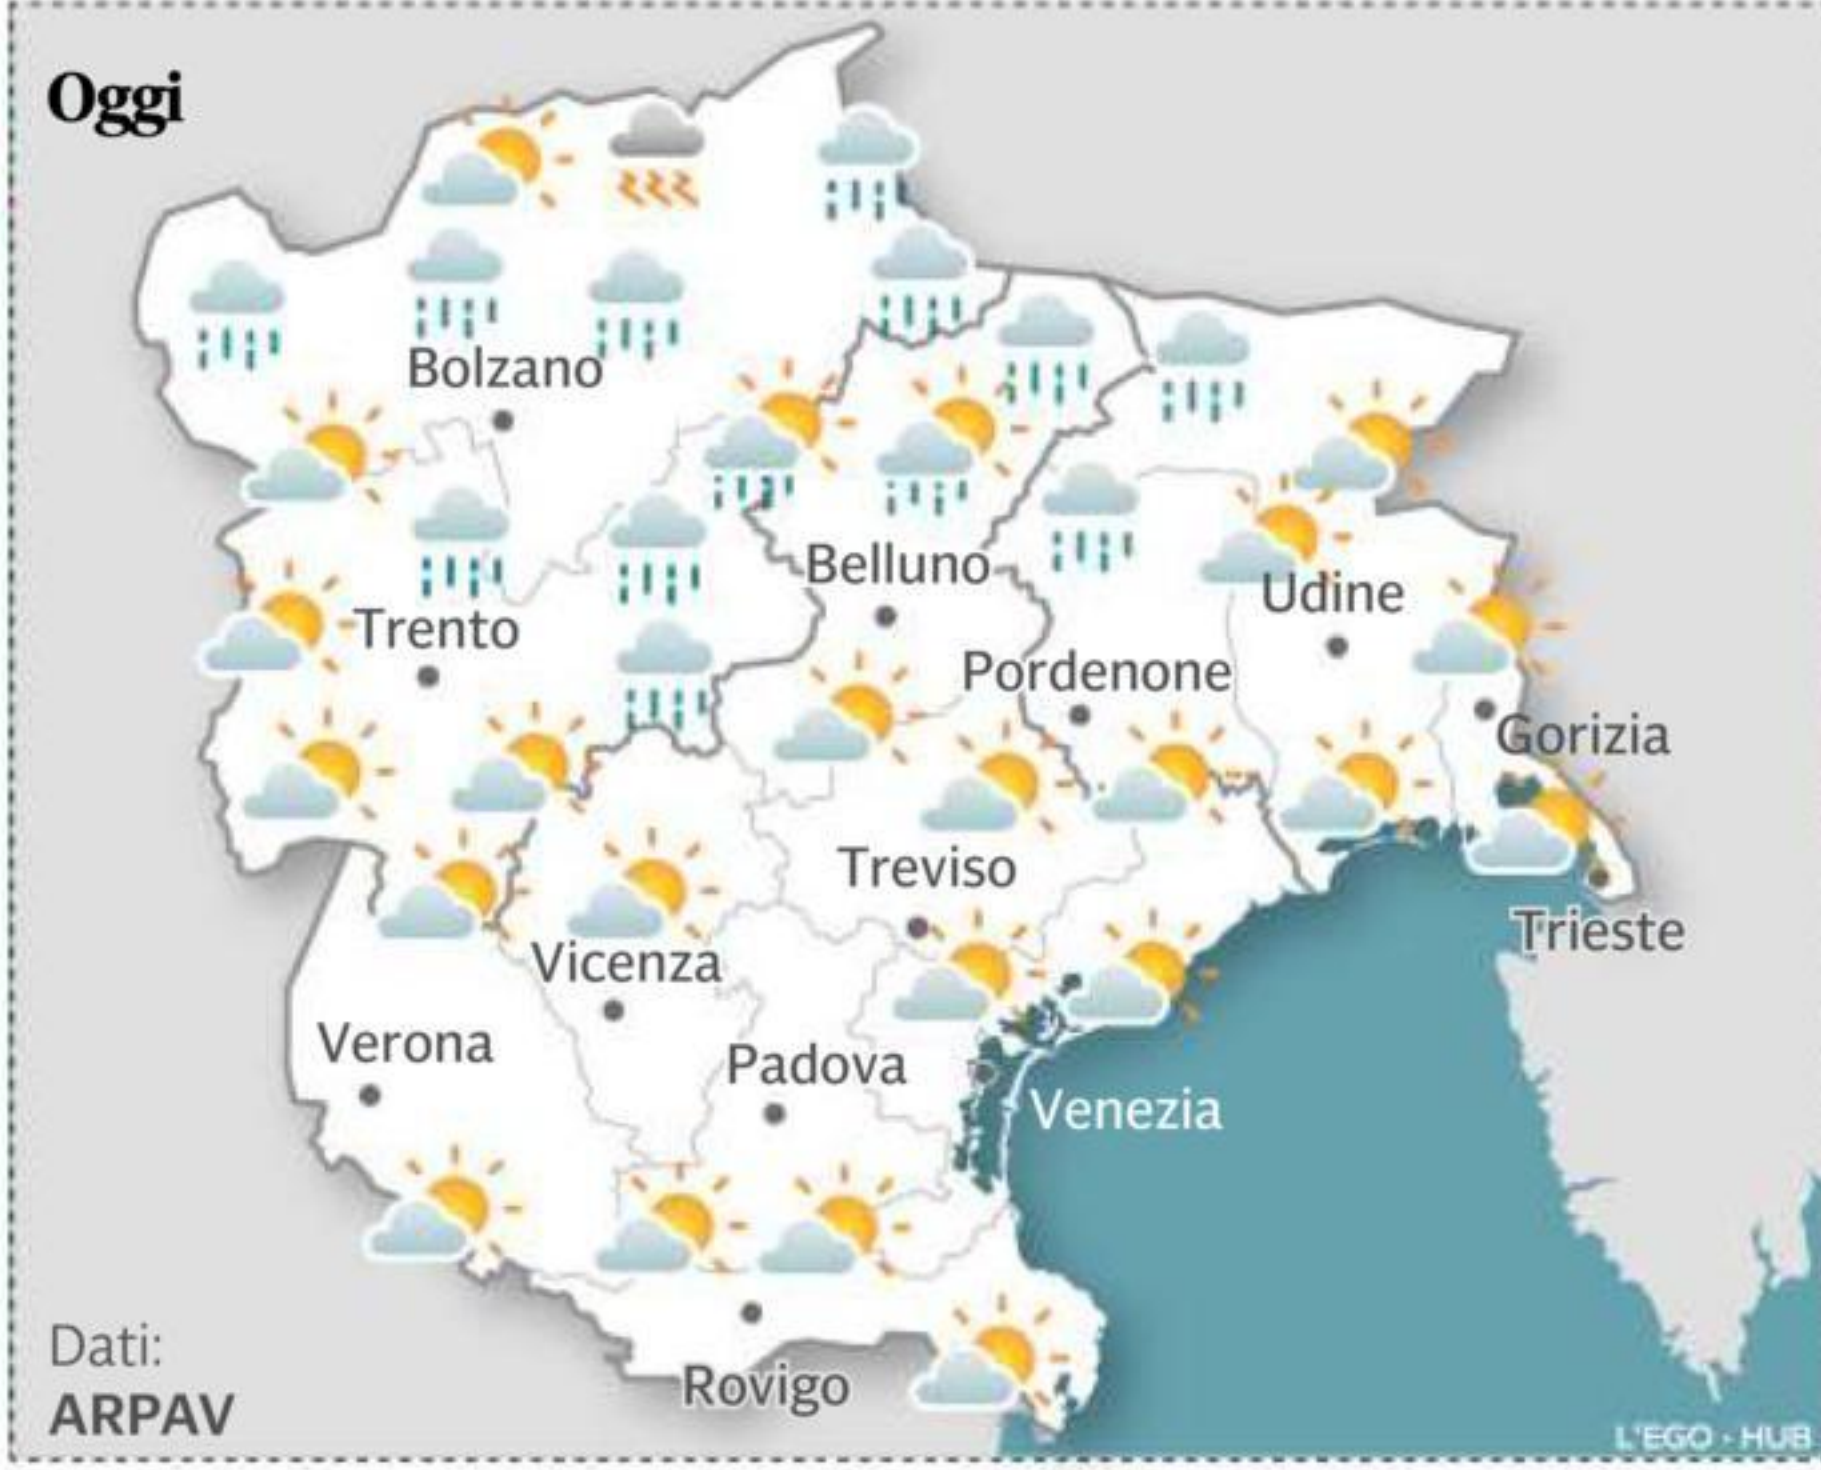 Oggi
Bolzano
Belluno
Trento
Udine
Pordenone
Gorizia
Treviso
Trieste
Vicenza
Verona
Padova
Venezia
Rovigo
Dati:
ARPAV
L'EGO - HUB